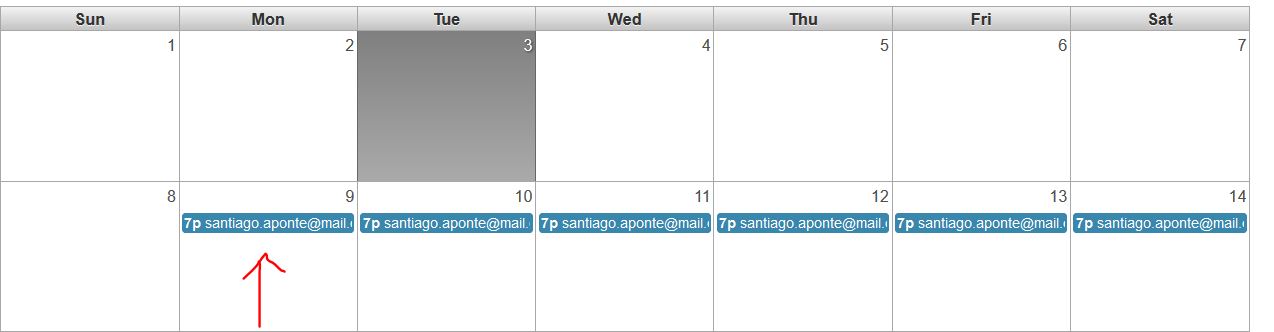 Sun Mon Tue Wed Thu Fri Sat
1 2 3 4 5 6 7
8 9 10 11 12 13 14
7p santiago.aponte@mail. 7p santiago.aponte@mail. 7p santiago.aponte@mail. 7p santiago.aponte@mail. 7p santiago.aponte@mail. 7p santiago.aponte@mail.